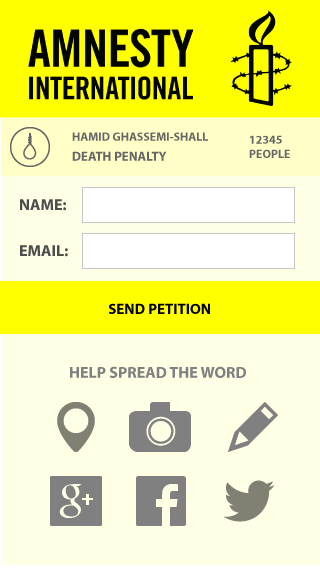 AMNESTY
INTERNATIONAL
HAMID GHASSEMI-SHALL
DEATH PENALTY
12345
PEOPLE
NAME:
EMAIL:
SEND PETITION
HELP SPREAD THE WORD
g+
f